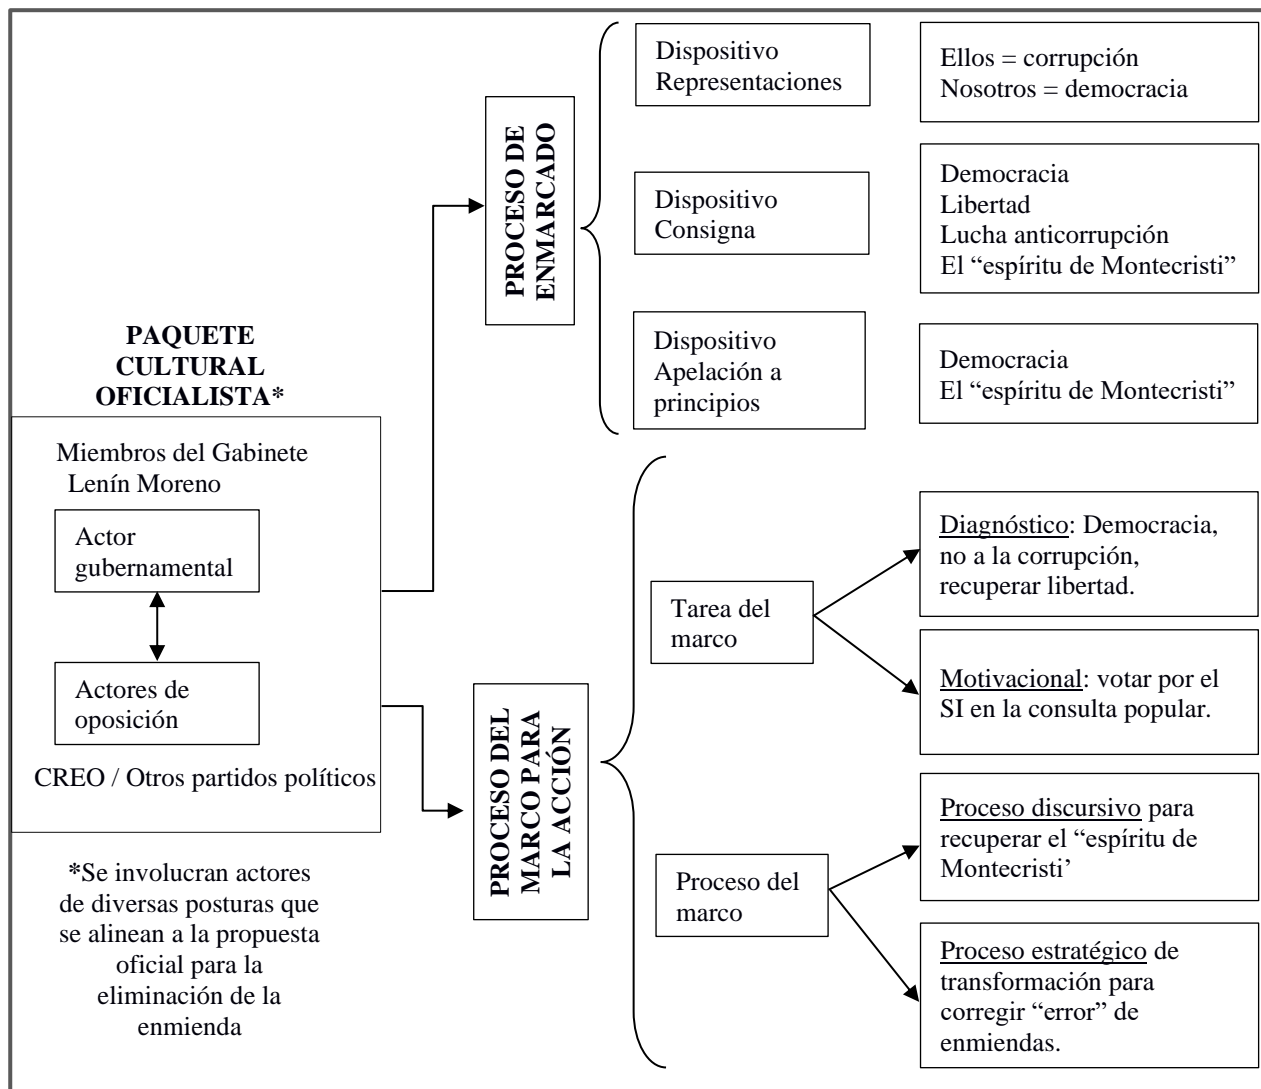 PAQUETE
CULTURAL
OFICIALISTA*
Miembros del Gabinete
Lenín Moreno
Actor
gubernamental
Actores de
oposición
CREO / Otros partidos políticos
*Se involucran actores
de diversas posturas que
se alinean a la propuesta
oficial para la
eliminación de la
enmienda
PROCESO DE
ENMARCADO
Dispositivo
Representaciones
Ellos = corrupción
Nosotros = democracia
Dispositivo
Consigna
Democracia
Libertad
Lucha anticorrupción
El “espíritu de Montecristi”
Dispositivo
Apelación a
principios
Democracia
El “espíritu de Montecristi”
PROCESO DEL
MARCO PARA
LA ACCIÓN
Tarea del
marco
Diagnóstico: Democracia,
no a la corrupción,
recuperar libertad.
Motivacional: votar por el
SI en la consulta popular.
Proceso del
marco
Proceso discursivo para
recuperar el “espíritu de
Montecristi’
Proceso estratégico de
transformación para
corregir “error” de
enmiendas.